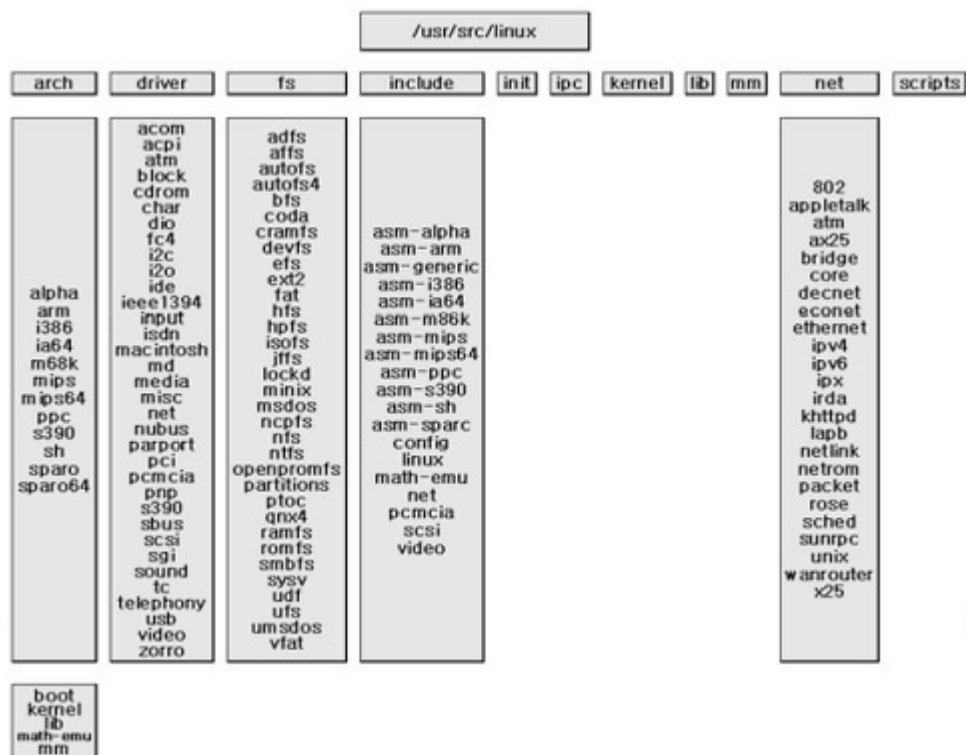 /usr/src/linux
arch driver fs include init ipc kernel lib mm net scripts
alpha
arm
i386
ia64
m68k
mips
mips64
ppc
s390
sh
sparo
sparo64
boot
kernel
lib
math-emu
mm
acom
acpi
atm
block
cdrom
char
dio
fc4
i2c
i2o
ide
ieee1394
input
isdn
macintosh
md
media
misc
net
nubus
parport
pci
pcmcia
pnp
s390
sbus
scsi
sgi
sound
tc
telephony
usb
video
zorro
adfs
affs
autofs
autofs4
bfs
coda
cramfs
devfs
efs
ext2
fat
hfs
hpfs
isofs
jffs
lockd
minix
msdos
ncpfs
nfs
ntfs
openpromfs
partitions
ptoc
qnx4
ramfs
romfs
smbfs
sysv
udf
ufs
umsdos
vfat
asm-alpha
asm-arm
asm-generic
asm-i386
asm-ia64
asm-m86k
asm-mips
asm-mips64
asm-ppc
asm-s390
asm-sh
asm-sparc
config
linux
math-emu
net
pcmcia
scsi
video
802
appletalk
atm
ax25
bridge
core
decnet
econet
ethernet
ipv4
ipv6
ipx
irda
khttpd
lapb
netlink
netrom
packet
rose
sched
sunrpc
unix
wanrouter
x25